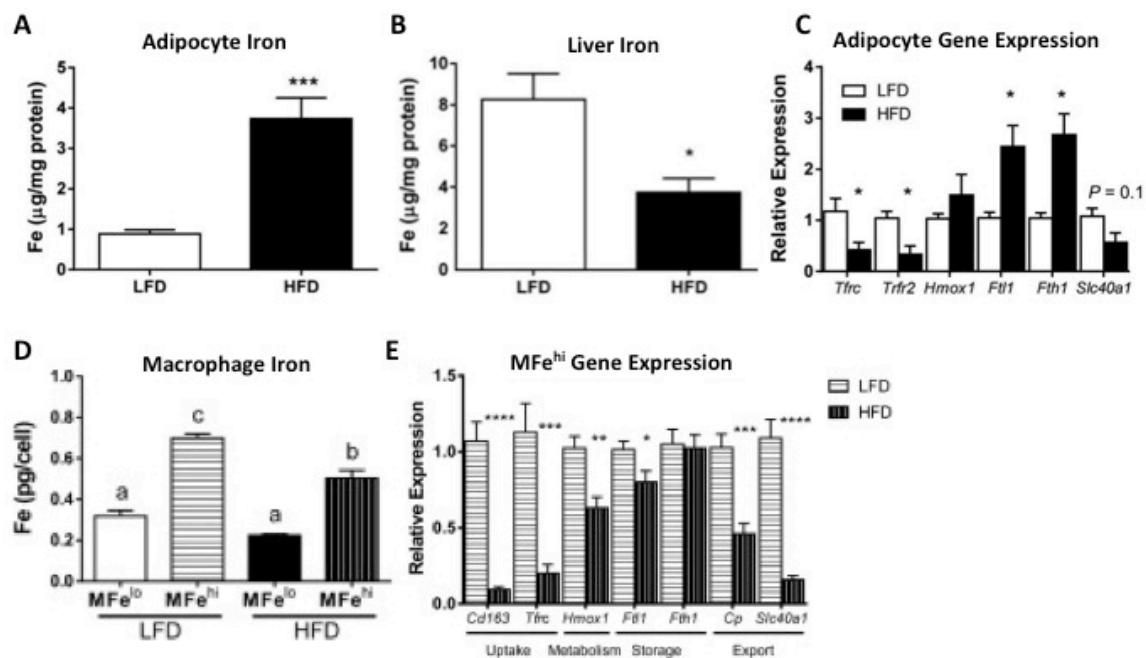 A
Adipocyte Iron
Fe (μg/mg protein)
5
4
3
2
1
0
***
LFD
HFD
B
Liver Iron
Fe (μg/mg protein)
10
8
6
4
2
0
*
LFD
HFD
C
Adipocyte Gene Expression
LFD
HFD
Relative Expression
4
3
2
1
0
* * * *
P = 0.1
Tfrc Trfr2 Hmox1 Ftl1 Fth1 Slc40a1
D
Macrophage Iron
Fe (pg/cell)
1.0
0.8
0.6
0.4
0.2
0.0
a c a b
MFelo MFehi MFelo MFehi
LFD HFD
E
MFehi Gene Expression
LFD
HFD
Relative Expression
1.5
1.0
0.5
0.0
**** *** ** * *** ****
Cd163 Tfrc Hmox1 Ftl1 Fth1 Cp Slc40a1
Uptake Metabolism Storage Export